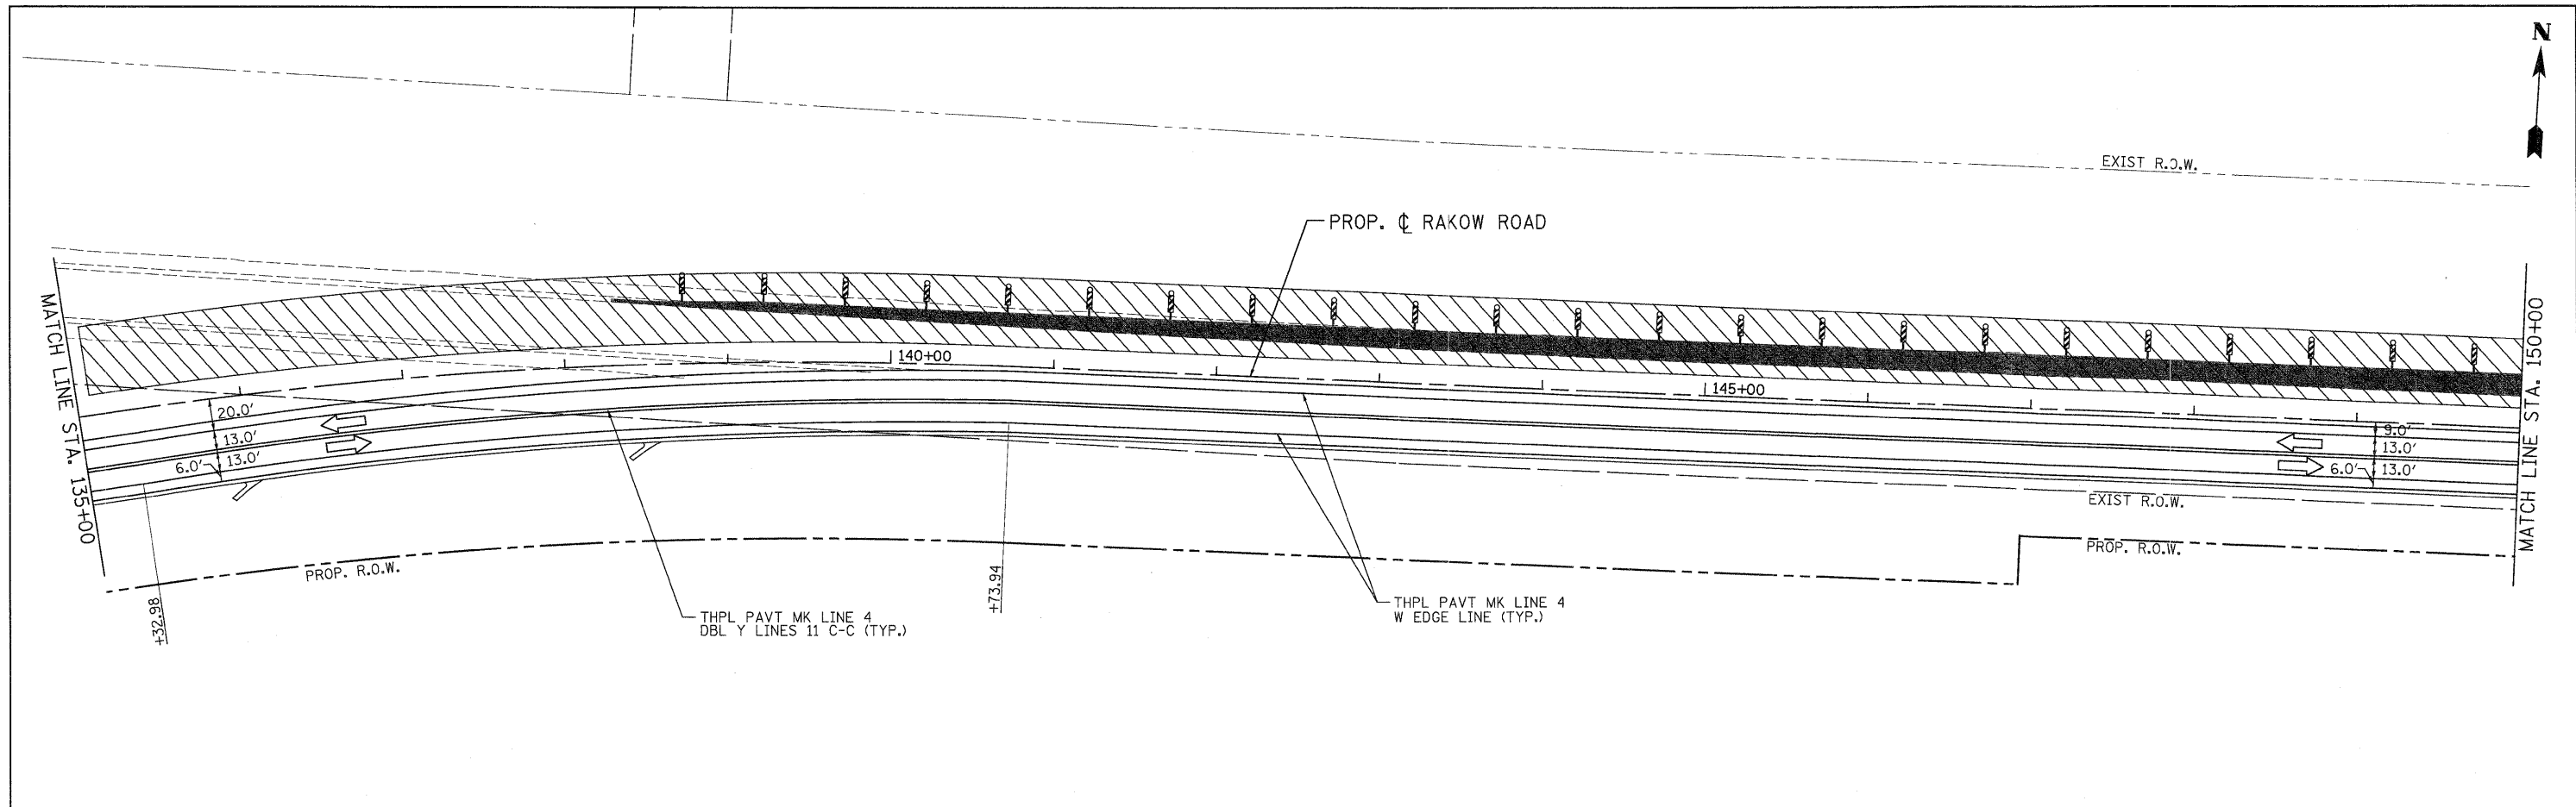 N
EXIST R.O.W.
PROP. ℄ RAKOW ROAD
MATCH LINE STA. 135+00
MATCH LINE STA. 150+00
140+00
145+00
20.0'
13.0'
13.0'
6.0'
9.0'
13.0'
13.0'
6.0'
EXIST R.O.W.
PROP. R.O.W.
PROP. R.O.W.
+32.98
+73.94
THPL PAVT MK LINE 4
DBL Y LINES 11 C-C (TYP.)
THPL PAVT MK LINE 4
W EDGE LINE (TYP.)